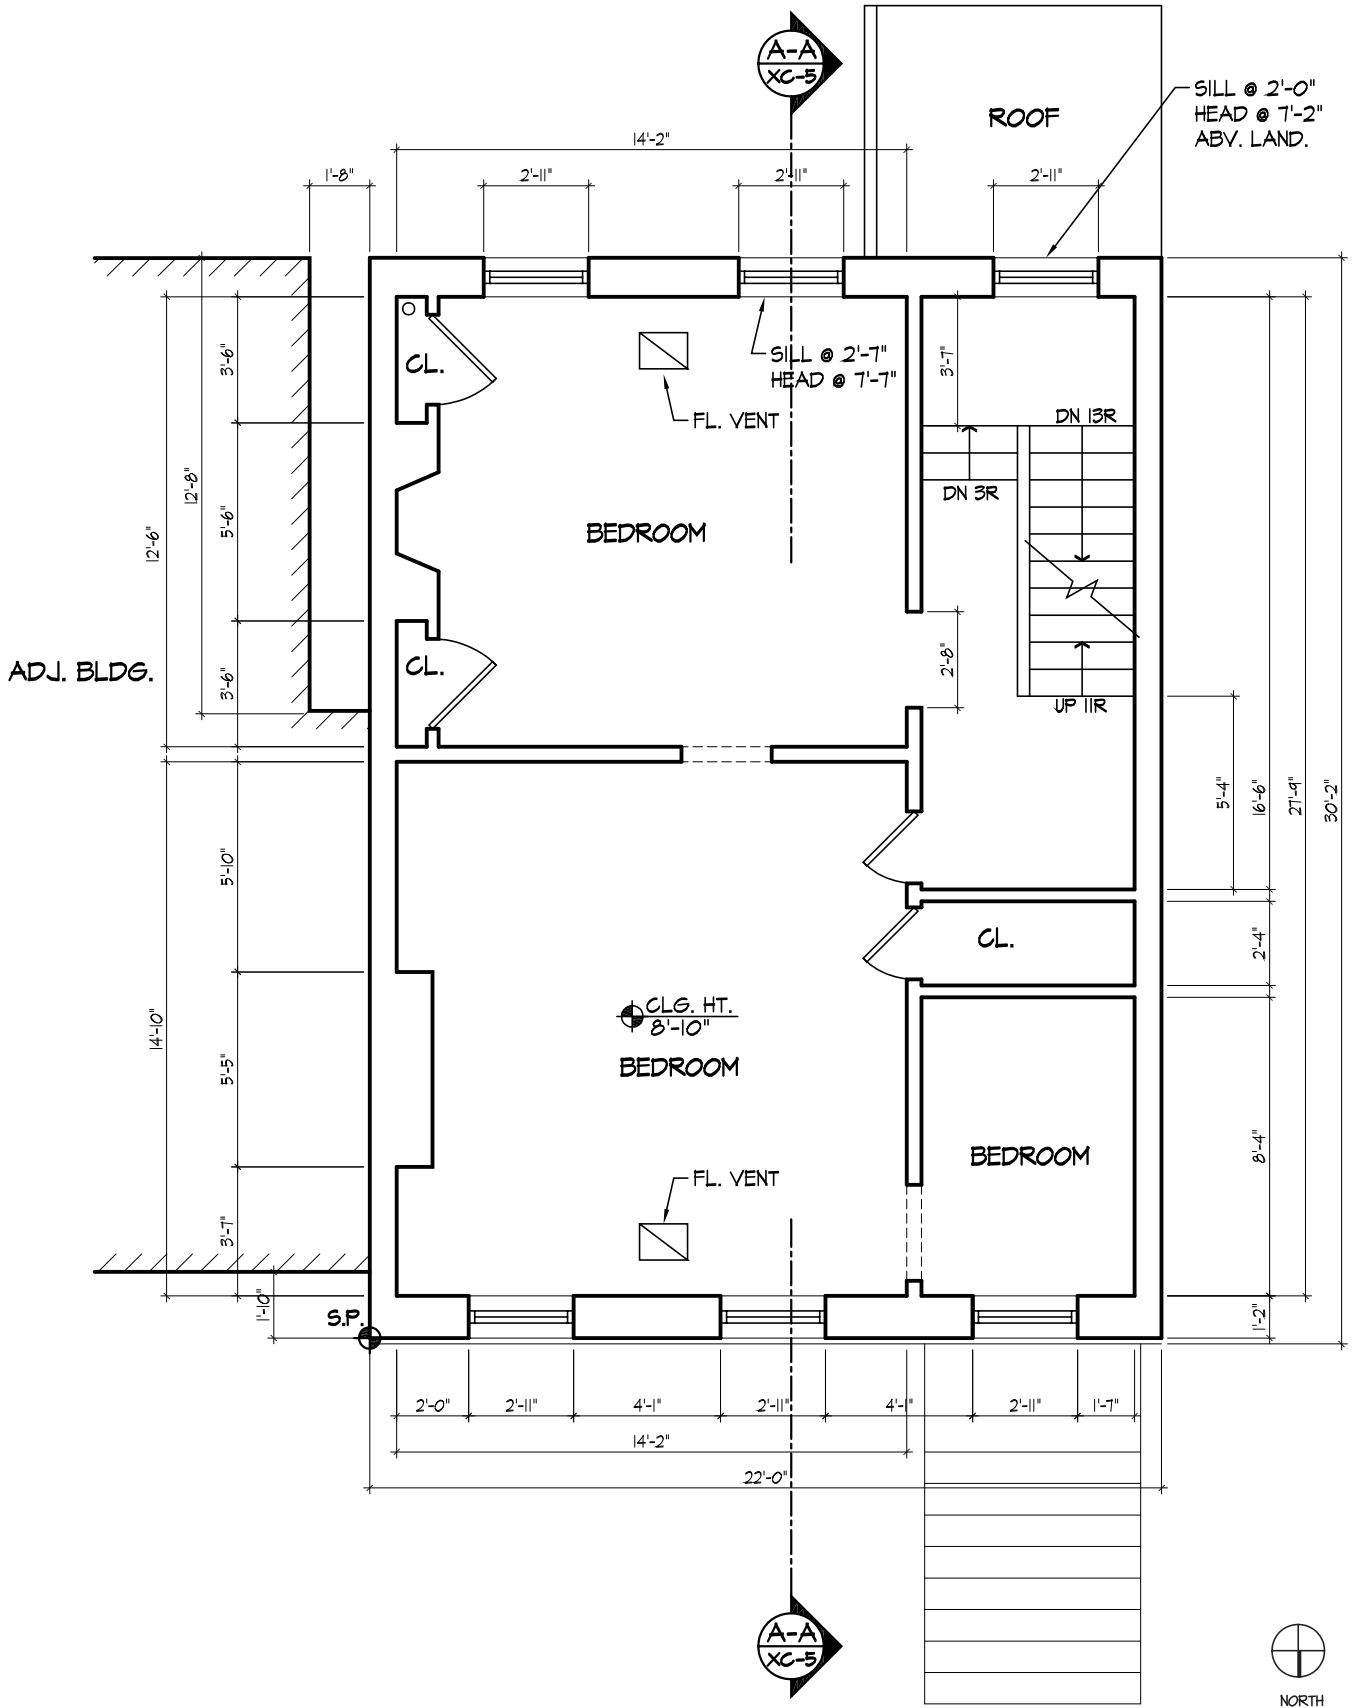 A-A
XC-5
ROOF
SILL @ 2'-0"
HEAD @ 7'-2"
ABV. LAND.
14'-2"
1'-8"
2'-11"
2'-11"
2'-11"
SILL @ 2'-7"
HEAD @ 7'-7"
CL.
FL. VENT
3'-7"
3'-6"
DN 13R
DN 3R
12'-8"
5'-6"
12'-6"
BEDROOM
ADJ. BLDG.
CL.
3'-6"
2'-8"
UP 11R
5'-4"
16'-6"
27'-9"
30'-2"
5'-10"
CL.
2'-4"
CLG. HT.
8'-10"
BEDROOM
14'-10"
5'-5"
BEDROOM
8'-4"
FL. VENT
3'-7"
1'-10"
S.P.
1'-2"
2'-0"
2'-11"
4'-1"
2'-11"
4'-1"
2'-11"
1'-7"
14'-2"
22'-0"
A-A
XC-5
NORTH